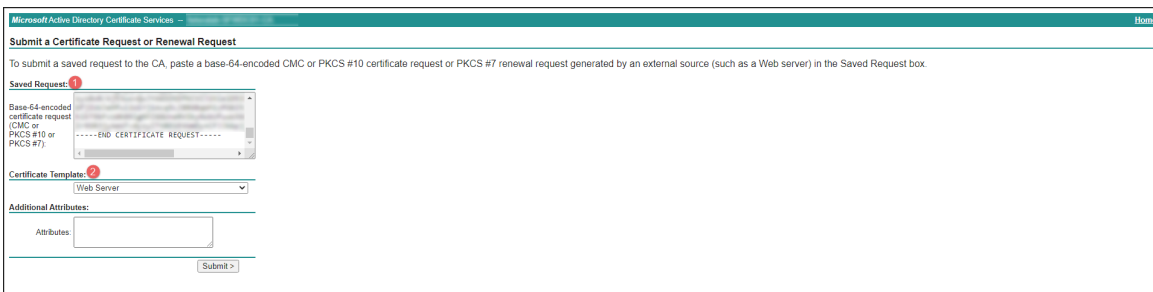 Microsoft Active Directory Certificate Services --
Home
Submit a Certificate Request or Renewal Request
To submit a saved request to the CA, paste a base-64-encoded CMC or PKCS #10 certificate request or PKCS #7 renewal request generated by an external source (such as a Web server) in the Saved Request box.
Saved Request: 1
Base-64-encoded
certificate request
(CMC or
PKCS #10 or
PKCS #7):
-----END CERTIFICATE REQUEST-----
Certificate Template: 2
Web Server
Additional Attributes:
Attributes:
Submit >